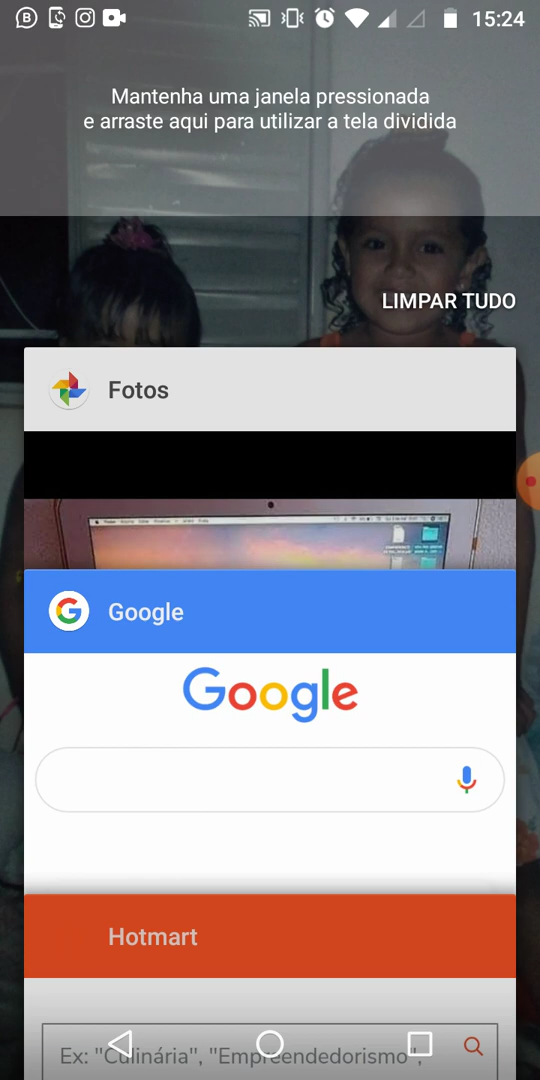 15:24
Mantenha uma janela pressionada
e arraste aqui para utilizar a tela dividida
LIMPAR TUDO
Fotos
Google
Google
Hotmart
Ex: "Culinária", "Empreendedorismo",